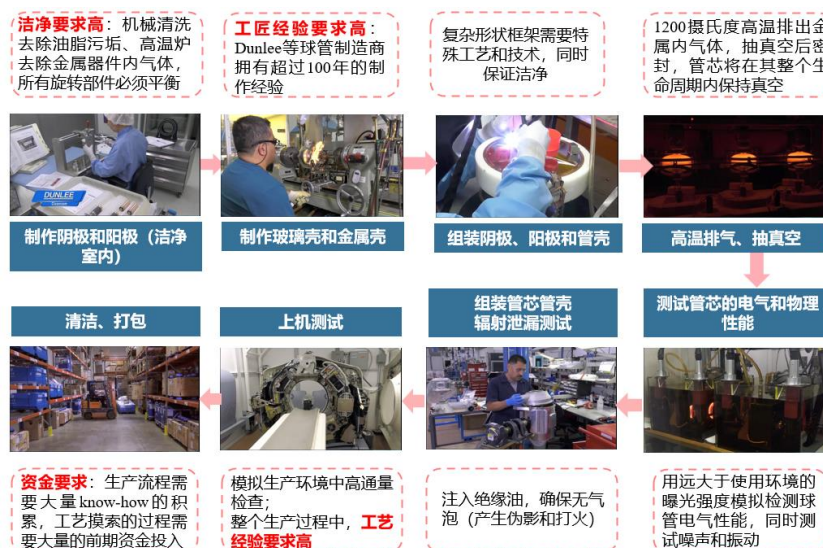 洁净要求高：机械清洗
去除油脂污垢、高温炉
去除金属器件内气体，
所有旋转部件必须平衡
工匠经验要求高：
Dunlee等球管制造商
拥有超过100年的制
作经验
复杂形状框架需要特
殊工艺和技术，同时
保证洁净
1200摄氏度高温排出金
属内气体，抽真空后密
封，管芯将在其整个生
命周期内保持真空
DUNLEE
制作阴极和阳极（洁净
室内）
制作玻璃壳和金属壳
组装阴极、阳极和管壳
高温排气、抽真空
清洁、打包
上机测试
组装管芯管壳
辐射泄漏测试
测试管芯的电气和物理
性能
资金要求：生产流程需
要大量know-how的积
累，工艺摸索的过程需
要大量的前期资金投入
模拟生产环境中高通量
检查；
整个生产过程中，工艺
经验要求高
注入绝缘油，确保无气
泡（产生伪影和打火）
用远大于使用环境的
曝光强度模拟检测球
管电气性能，同时测
试噪声和振动